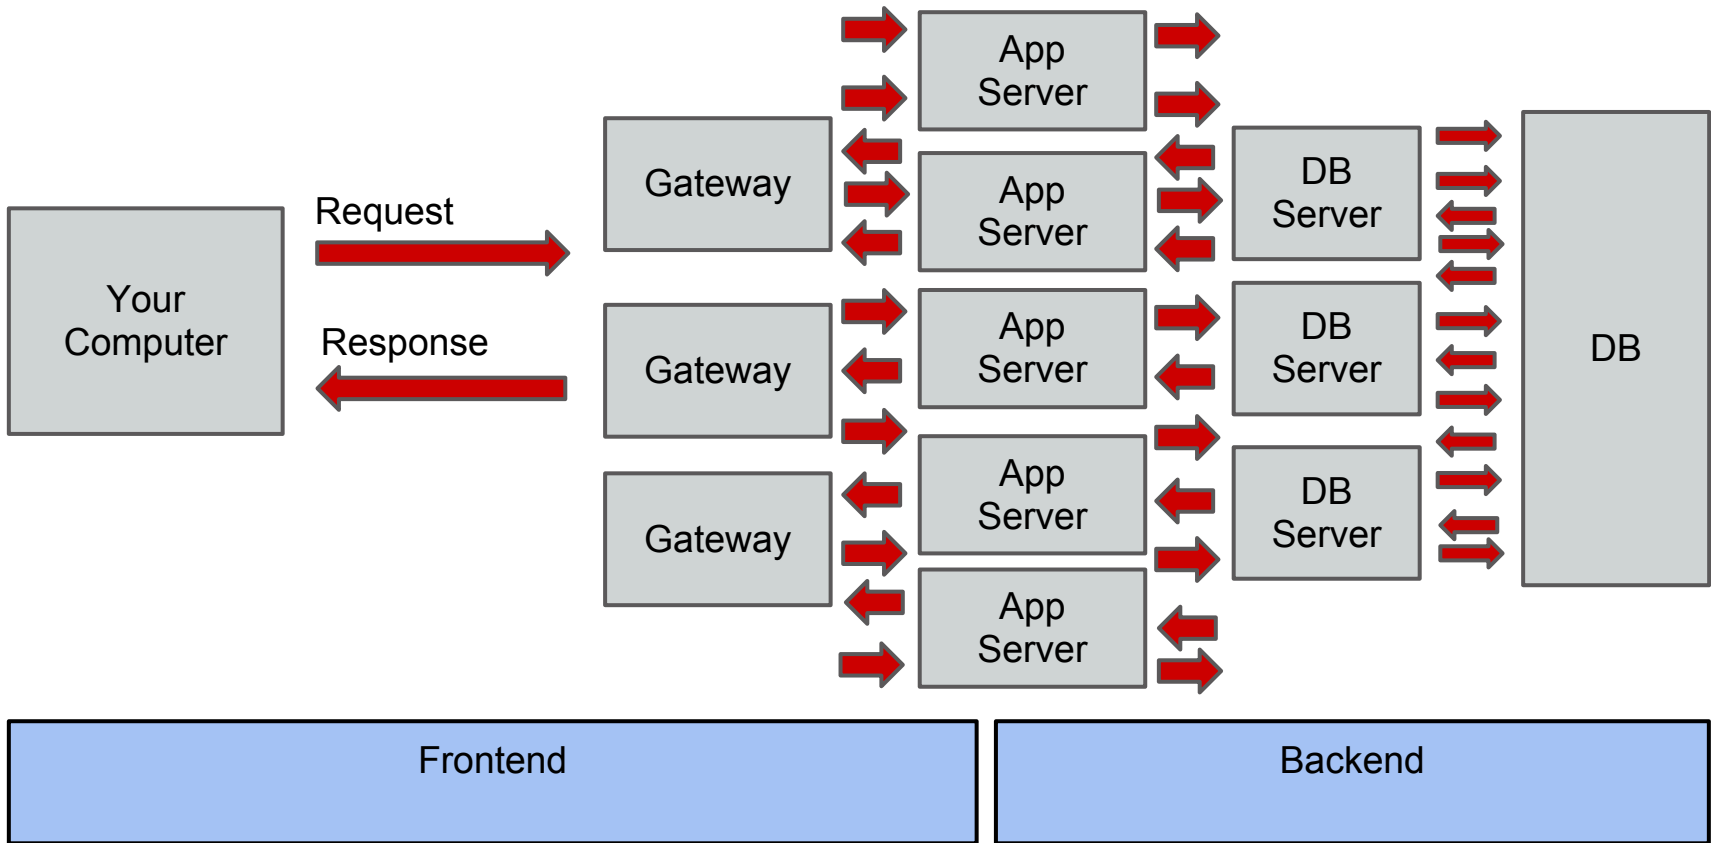 Your
Computer
Request
Response
Gateway
Gateway
Gateway
App
Server
App
Server
App
Server
App
Server
App
Server
DB
Server
DB
Server
DB
Server
DB
Frontend
Backend